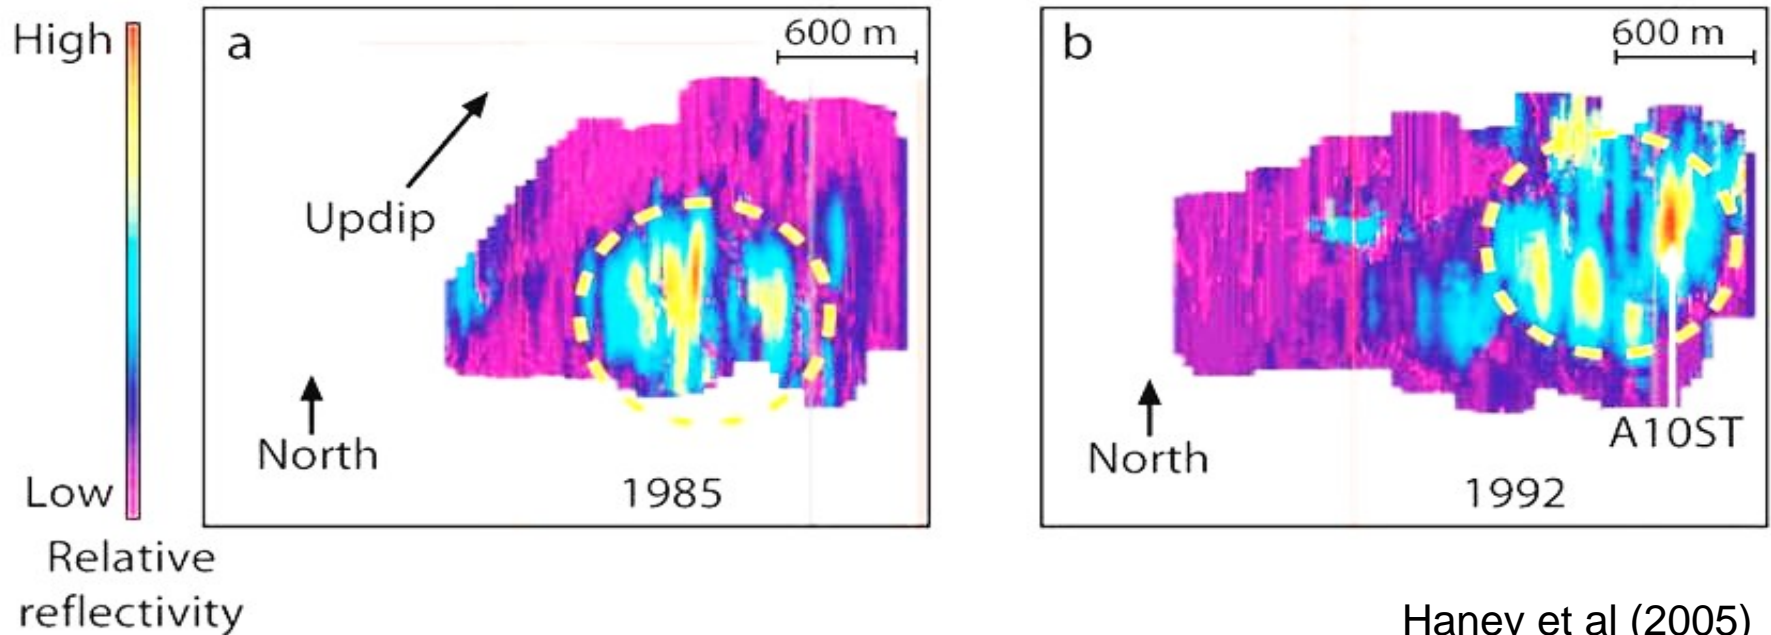 High
Low
Relative
reflectivity
a
600 m
Updip
North
1985
b
600 m
North
A10ST
1992
Haney et al (2005)